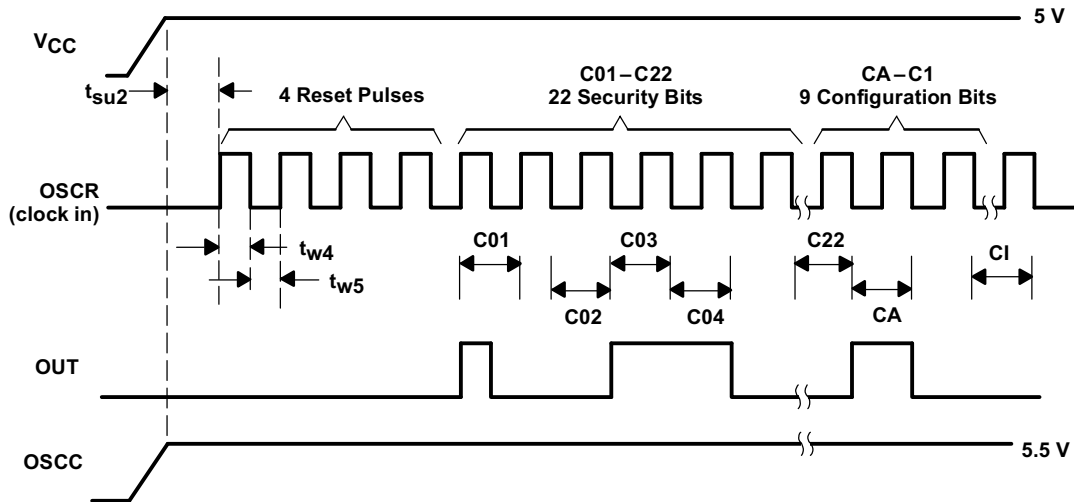 VCC
5 V
tsu2
4 Reset Pulses
C01–C22
22 Security Bits
CA–C1
9 Configuration Bits
OSCR
(clock in)
tw4
tw5
C01
C02
C03
C04
C22
CA
CI
OUT
OSCC
5.5 V